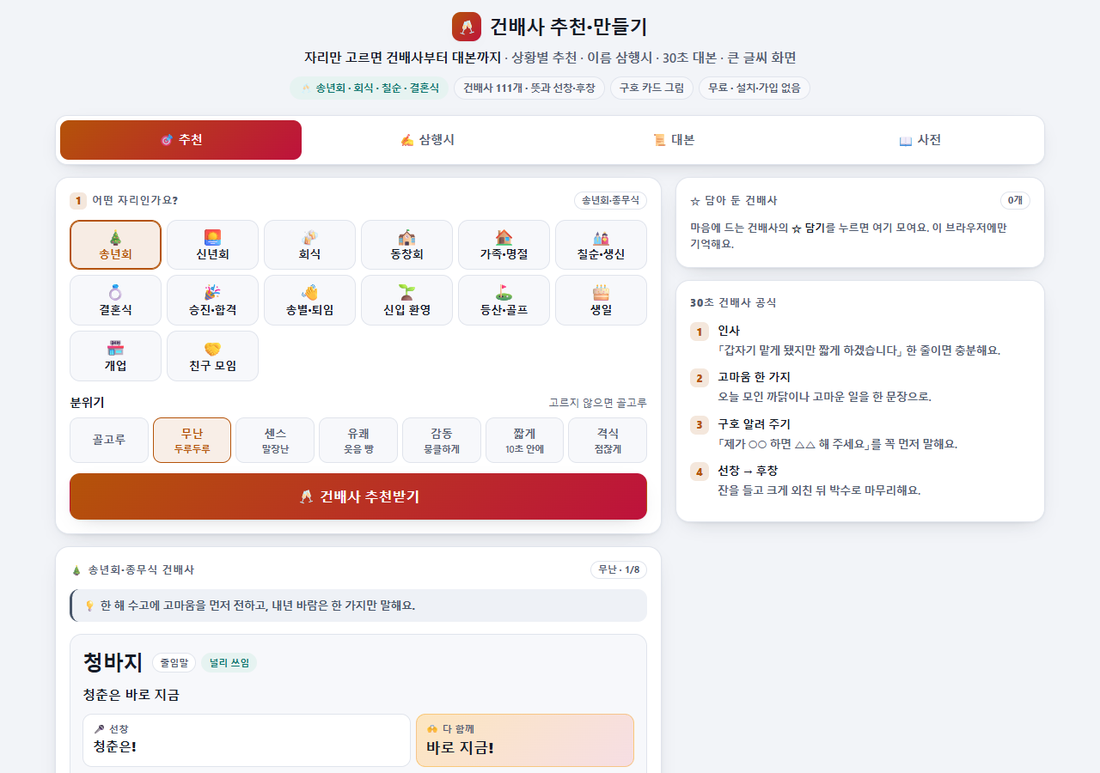 건배사 추천·만들기
자리만 고르면 건배사부터 대본까지 · 상황별 추천 · 이름 삼행시 · 30초 대본 · 큰 글씨 화면
송년회 · 회식 · 칠순 · 결혼식
건배사 111개 · 뜻과 선창·후창
구호 카드 그림
무료 · 설치·가입 없음
추천
삼행시
대본
사전
1 어떤 자리인가요?
송년회·종무식
송년회
신년회
회식
동창회
가족·명절
칠순·생신
결혼식
승진·합격
송별·퇴임
신입 환영
등산·골프
생일
개업
친구 모임
분위기
고르지 않으면 골고루
골고루
무난
두루두루
센스
말장난
유쾌
웃음 빵
감동
뭉클하게
짧게
10초 안에
격식
점잖게
건배사 추천받기
송년회·종무식 건배사
무난 · 1/8
한 해 수고에 고마움을 먼저 전하고, 내년 바람은 한 가지만 말해요.
청바지
줄임말
널리 쓰임
청춘은 바로 지금
선창
청춘은!
다 함께
바로 지금!
☆ 담아 둔 건배사
0개
마음에 드는 건배사의 ☆ 담기를 누르면 여기 모여요. 이 브라우저에만
기억해요.
30초 건배사 공식
1 인사
「갑자기 맡게 됐지만 짧게 하겠습니다」 한 줄이면 충분해요.
2 고마움 한 가지
오늘 모인 까닭이나 고마운 일을 한 문장으로.
3 구호 알려 주기
「제가 ○○ 하면 △△ 해 주세요」를 꼭 먼저 말해요.
4 선창 → 후창
잔을 들고 크게 외친 뒤 박수로 마무리해요.